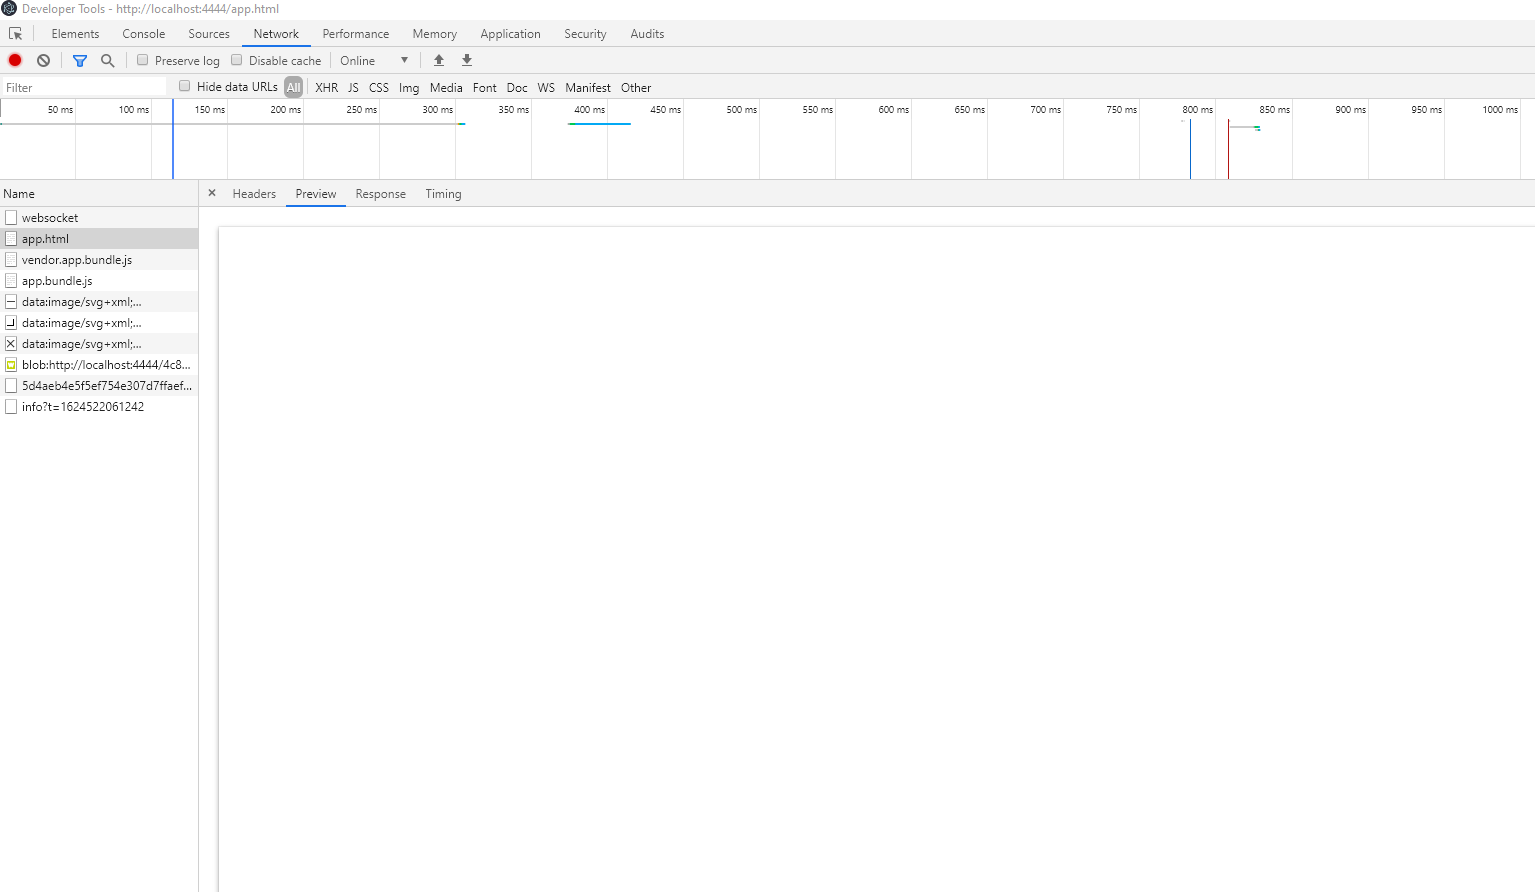 Developer Tools - http://localhost:4444/app.html
Elements Console Sources Network Performance Memory Application Security Audits
Preserve log Disable cache Online
Filter Hide data URLs All XHR JS CSS Img Media Font Doc WS Manifest Other
50 ms 100 ms 150 ms 200 ms 250 ms 300 ms 350 ms 400 ms 450 ms 500 ms 550 ms 600 ms 650 ms 700 ms 750 ms 800 ms 850 ms 900 ms 950 ms 1000 ms
Name Headers Preview Response Timing
websocket
app.html
vendor.app.bundle.js
app.bundle.js
data:image/svg+xml;...
data:image/svg+xml;...
data:image/svg+xml;...
blob:http://localhost:4444/4c8...
5d4aeb4e5f5ef754e307d7ffaef...
info?t=1624522061242